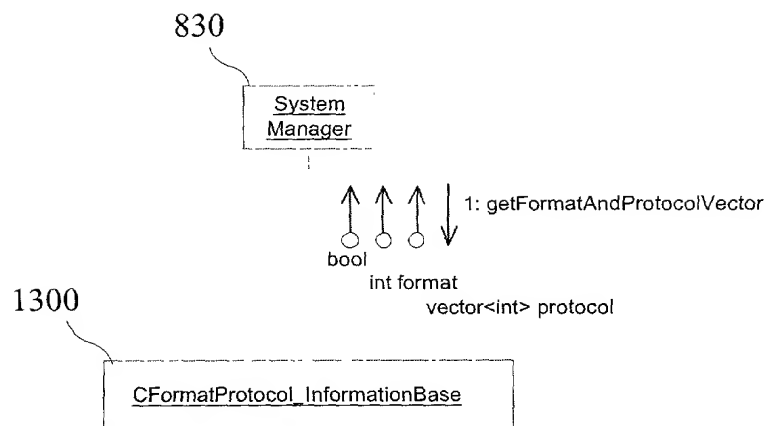 830
System
Manager
1: getFormatAndProtocolVector
bool
int format
vector<int> protocol
1300
CFormatProtocol_InformationBase